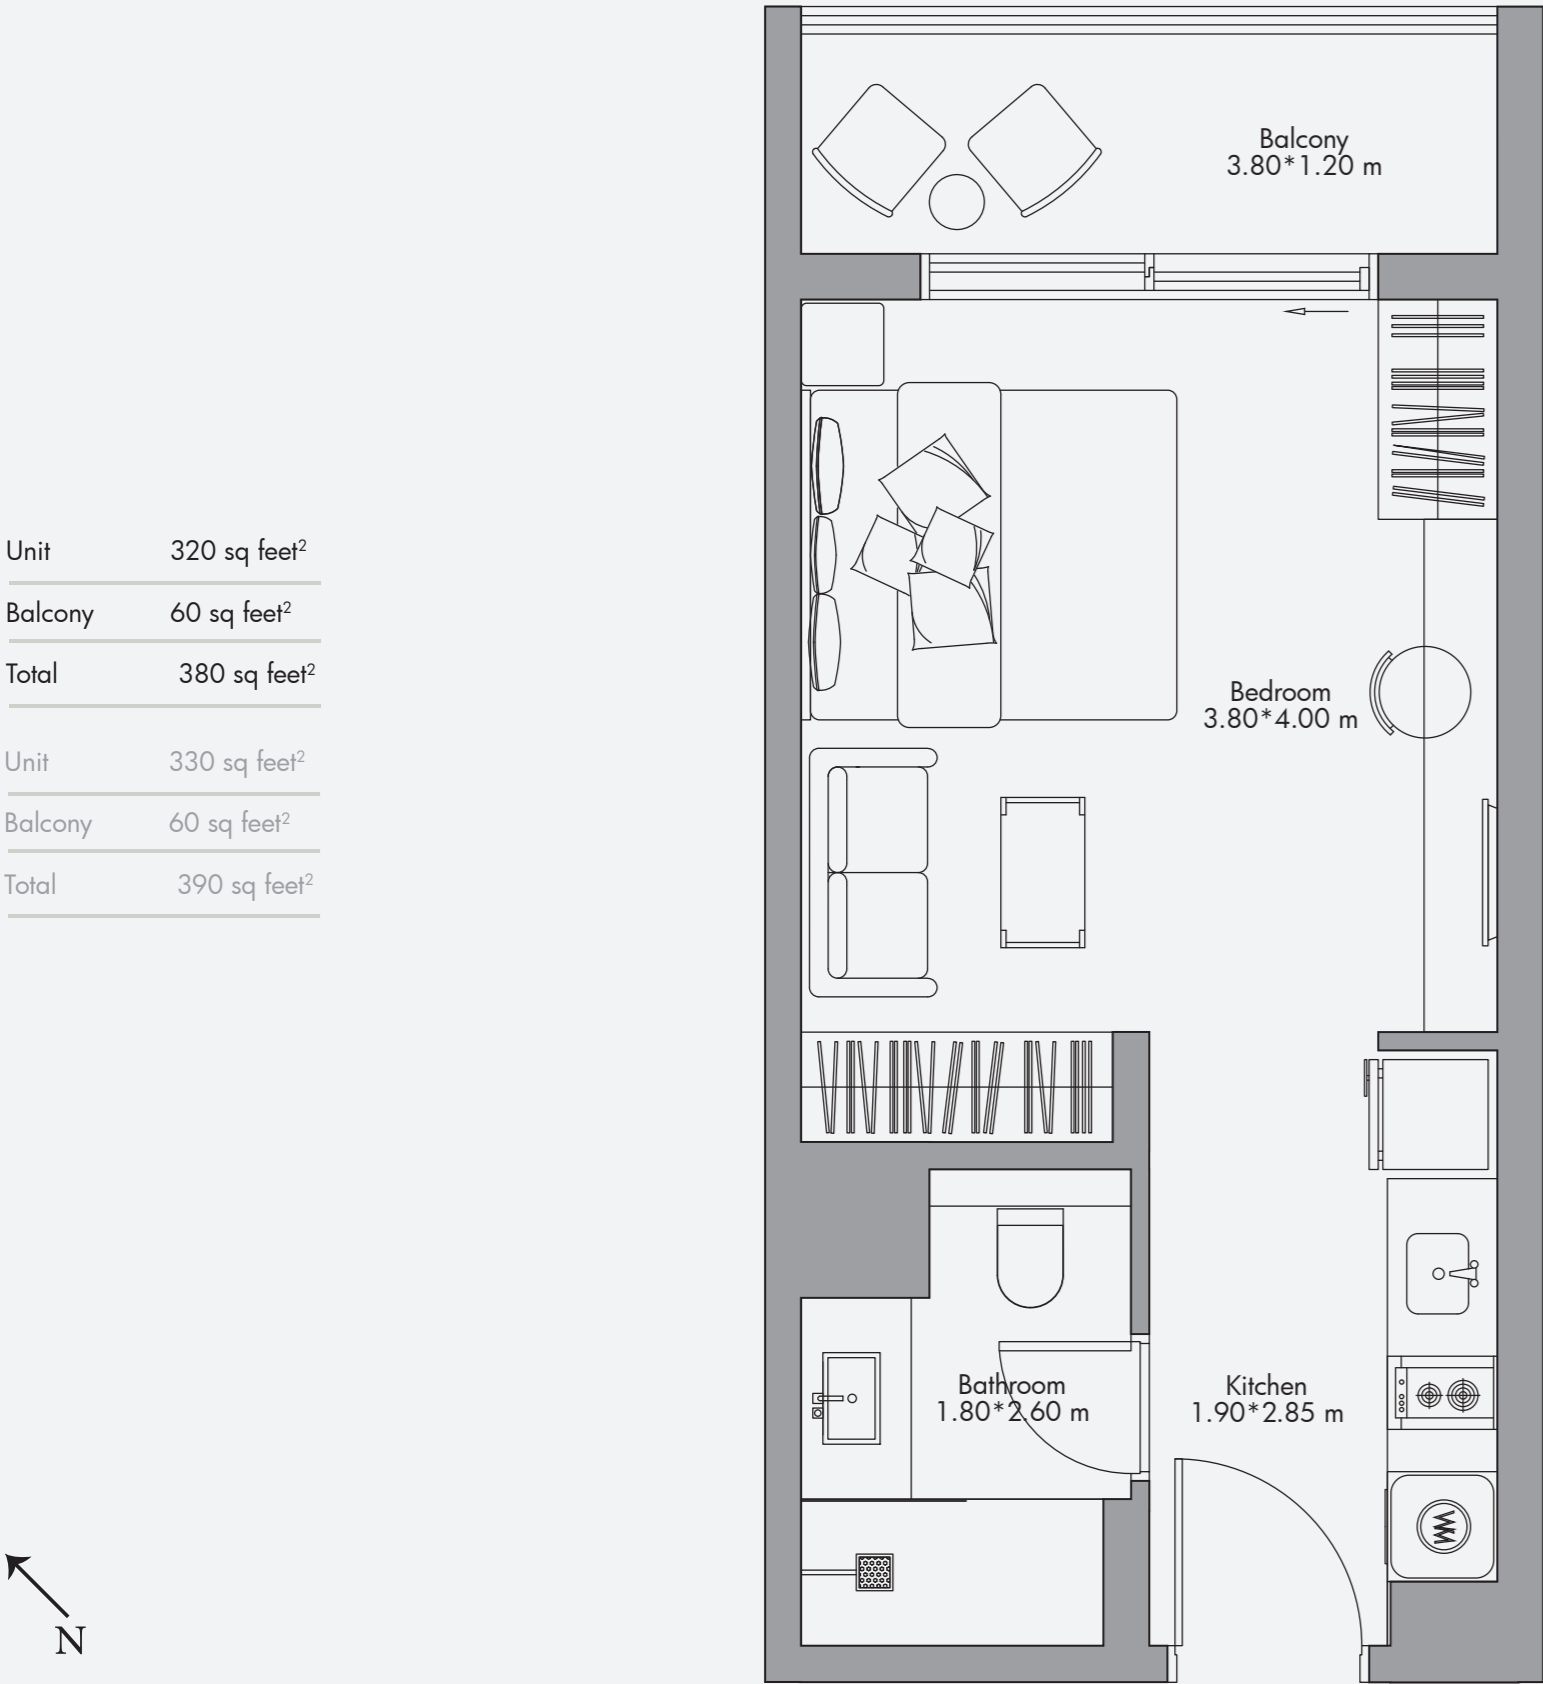 Balcony
3.80*1.20 m
Unit 320 sq feet²
Balcony 60 sq feet²
Total 380 sq feet²
Bedroom
3.80*4.00 m
Unit 330 sq feet²
Balcony 60 sq feet²
Total 390 sq feet²
Bathroom
1.80*2.60 m
Kitchen
1.90*2.85 m
W
N